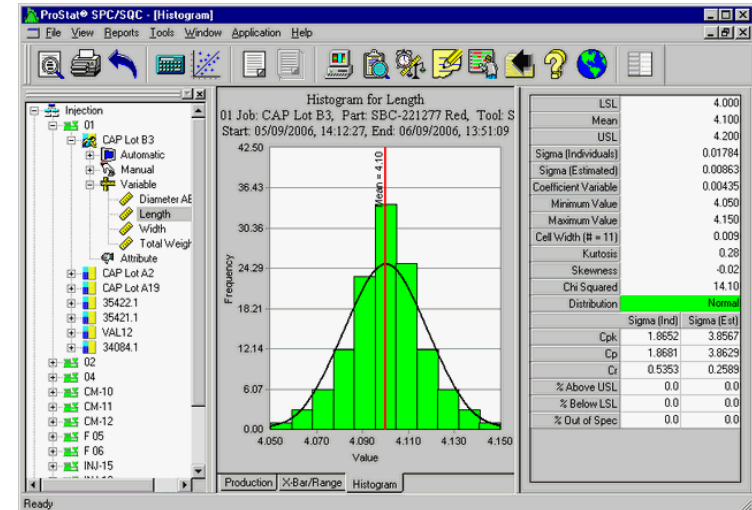 ProStat® SPC/SQC - [Histogram]
File View Reports Tools Window Application Help
Injection
01
CAP Lot B3
Automatic
Manual
Variable
Diameter AE
Length
Width
Total Weigh
Attribute
CAP Lot A2
CAP Lot A19
35422.1
35421.1
VAL12
34084.1
02
04
CM-10
CM-11
CM-12
F 05
F 06
INJ-15
Histogram for Length
01 Job: CAP Lot B3, Part: SBC-221277 Red, Tool: S
Start: 05/09/2006, 14:12:27, End: 06/09/2006, 13:51:09
42.50
36.43
30.36
24.29
18.21
12.14
6.07
0.00
Frequency
Mean = 4.10
4.050 4.070 4.090 4.110 4.130 4.150
Value
Production X-Bar/Range Histogram
LSL 4.000
Mean 4.100
USL 4.200
Sigma (Individuals) 0.01784
Sigma (Estimated) 0.00863
Coefficient Variable 0.00435
Minimum Value 4.050
Maximum Value 4.150
Cell Width (# = 11) 0.009
Kurtosis 0.28
Skewness -0.02
Chi Squared 14.10
Distribution Normal
Sigma (Ind) Sigma (Est)
Cpk 1.8652 3.8567
Cp 1.8681 3.8629
Cr 0.5353 0.2589
% Above USL 0.0 0.0
% Below LSL 0.0 0.0
% Out of Spec 0.0 0.0
Ready